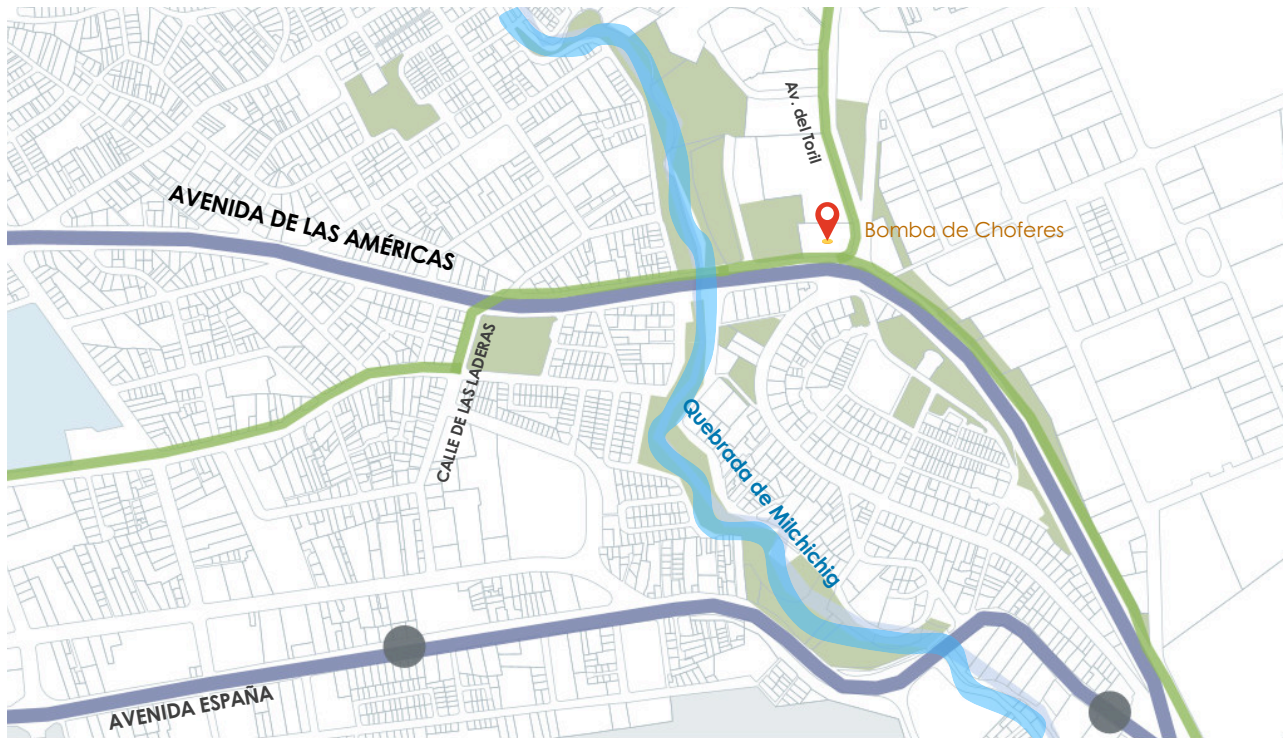 Av. del Toril
AVENIDA DE LAS AMÉRICAS
Bomba de Choferes
CALLE DE LAS LADERAS
Quebrada de Milchichig
AVENIDA ESPAÑA